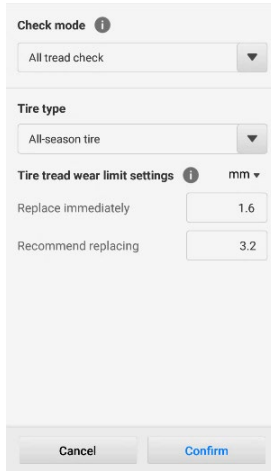 Check mode
All tread check
Tire type
All-season tire
Tire tread wear limit settings mm
Replace immediately 1.6
Recommend replacing 3.2
Cancel Confirm